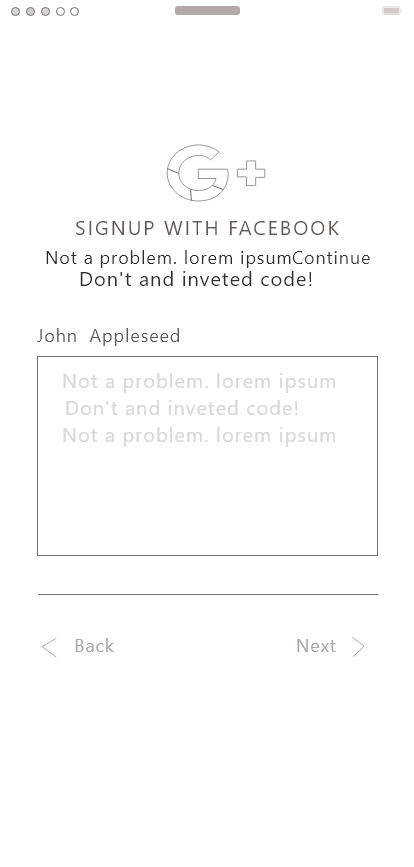 G+
SIGNUP WITH FACEBOOK
Not a problem. lorem ipsumContinue
Don't and inveted code!
John Appleseed
Not a problem. lorem ipsum
Don't and inveted code!
Not a problem. lorem ipsum
Back
Next